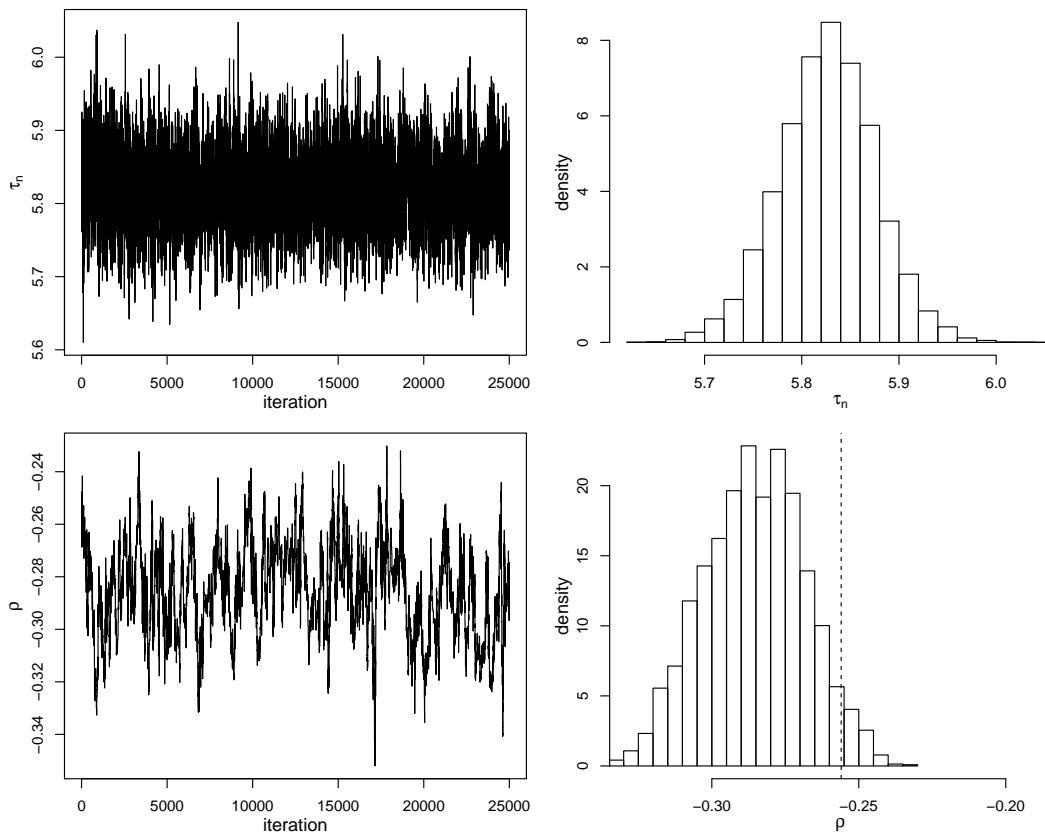 τn
5.6 5.7 5.8 5.9 6.0
0 5000 10000 15000 20000 25000
iteration
density
0 2 4 6 8
5.7 5.8 5.9 6.0
τn
ρ
−0.34 −0.32 −0.30 −0.28 −0.26 −0.24
0 5000 10000 15000 20000 25000
iteration
density
0 5 10 15 20
−0.30 −0.25 −0.20
ρ